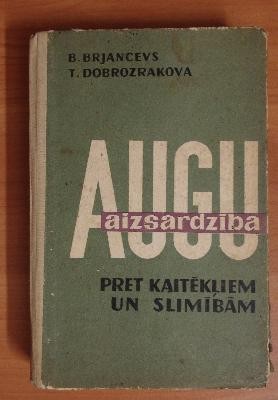 B. BRJANCEVS
T. DOBROZRAKOVA
AUGU
aizsardzība
PRET KAITĒKĻIEM
UN SLIMĪBĀM